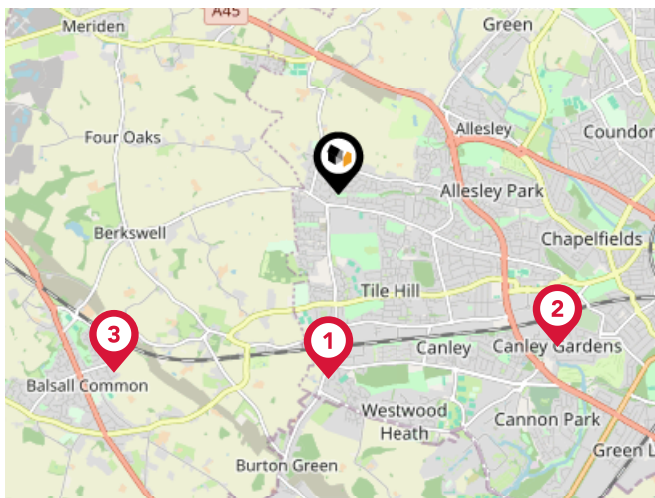 A45
Meriden
Green
Four Oaks
Allesley
Coundon
Allesley Park
Berkswell
Chapelfields
Tile Hill
2
1
3
Canley
Canley Gardens
Balsall Common
Westwood
Heath
Cannon Park
Green L
Burton Green